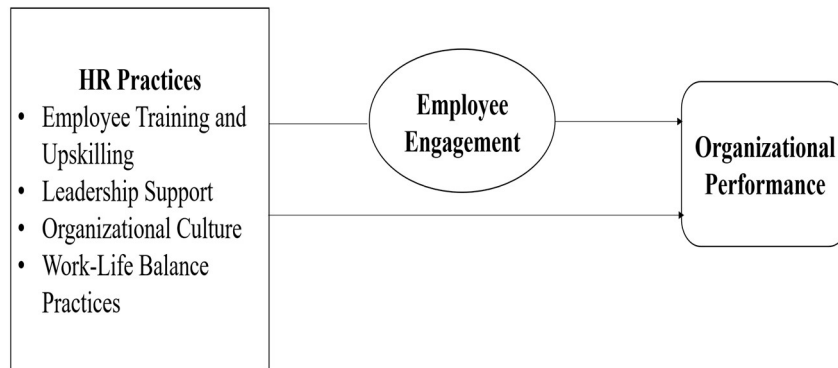 HR Practices
• Employee Training and
Upskilling
• Leadership Support
• Organizational Culture
• Work-Life Balance
Practices
Employee
Engagement
Organizational
Performance